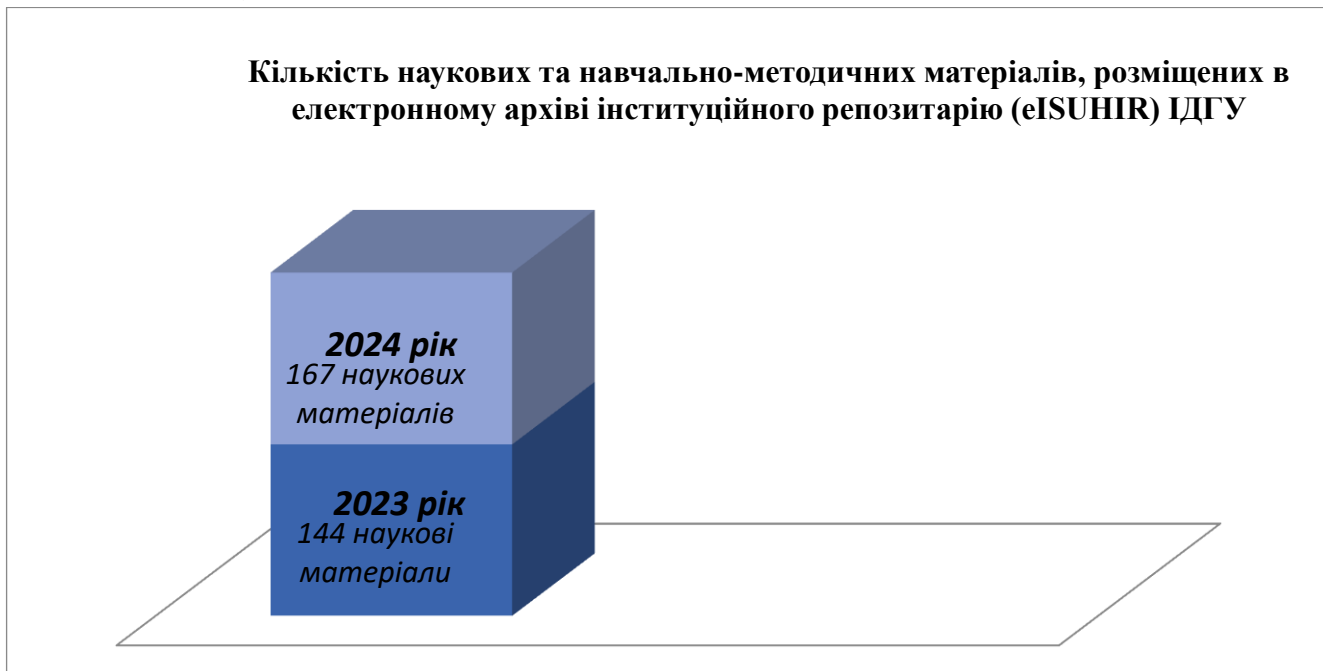 Кількість наукових та навчально-методичних матеріалів, розміщених в
електронному архіві інституційного репозитарію (eISUHIR) ІДГУ
2024 рік
167 наукових
матеріалів
2023 рік
144 наукові
матеріали